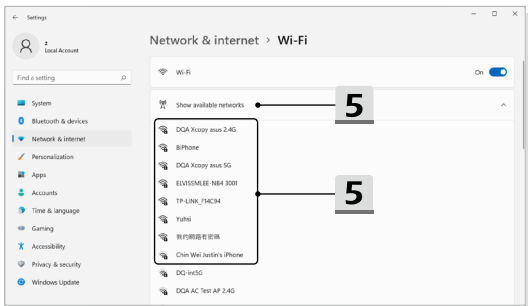 Settings
z
Local Account
Find a setting
System
Bluetooth & devices
Network & internet
Personalization
Apps
Accounts
Time & language
Gaming
Accessibility
Privacy & security
Windows Update
Network & internet > Wi-Fi
Wi-Fi
On
Show available networks
5
DQA Xcopy asus 2.4G
BiPhone
DQA Xcopy asus 5G
ELVISSMLEE-NB4 3001
TP-LINK_F14C94
5
Yuhsi
我的網路有密碼
Chin Wei Justin's iPhone
DQ-int5G
DQA AC Test AP 2.4G